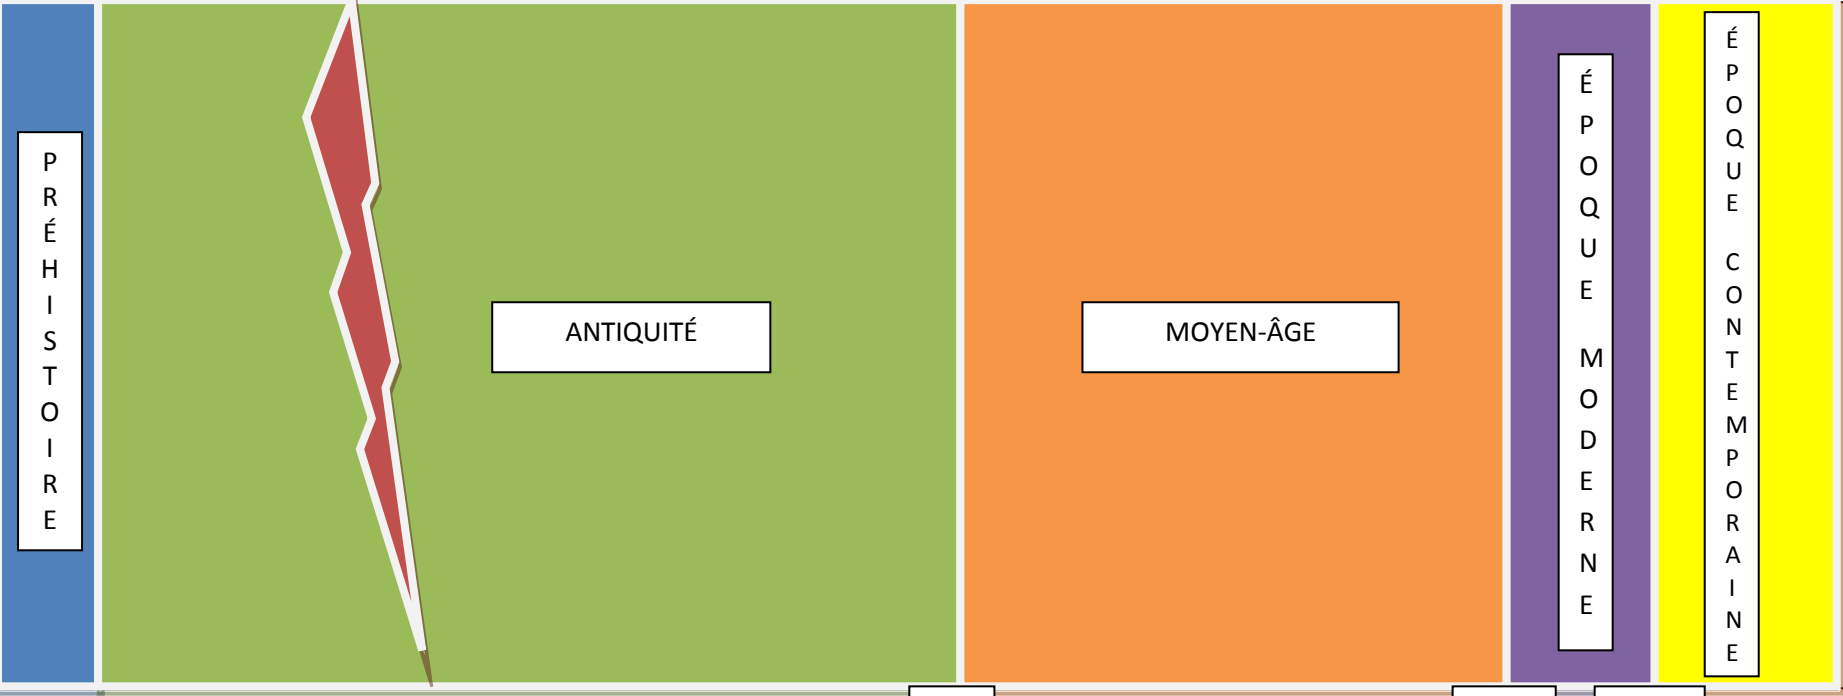 PRÉHISTOIRE
ANTIQUITÉ
MOYEN-ÂGE
ÉPOQUE MODERNE
ÉPOQUE CONTEMPORAINE